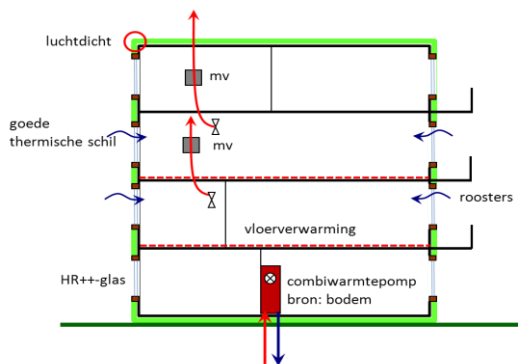 luchtdicht
mv
goede
thermische schil
mv
roosters
vloerverwarming
HR++-glas
combiwarmtepomp
bron: bodem